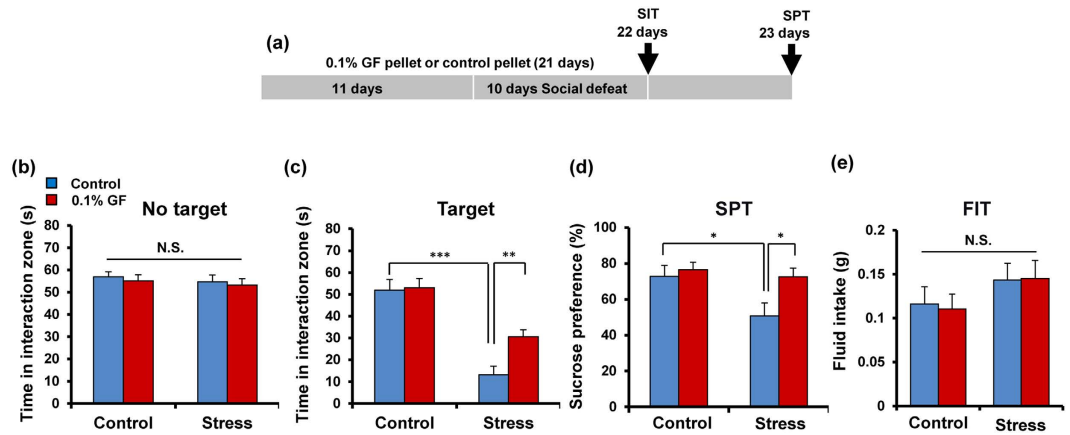 (a)
SIT
22 days
SPT
23 days
0.1% GF pellet or control pellet (21 days)
11 days
10 days Social defeat
(b)
Control
0.1% GF
No target
Time in interaction zone (s)
80
70
60
50
40
30
20
10
0
N.S.
Control
Stress
(c)
Target
Time in interaction zone (s)
80
70
60
50
40
30
20
10
0
***
**
Control
Stress
(d)
SPT
Sucrose preference (%)
100
80
60
40
20
0
*
*
Control
Stress
(e)
FIT
Fluid intake (g)
0.2
0.15
0.1
0.05
0
N.S.
Control
Stress